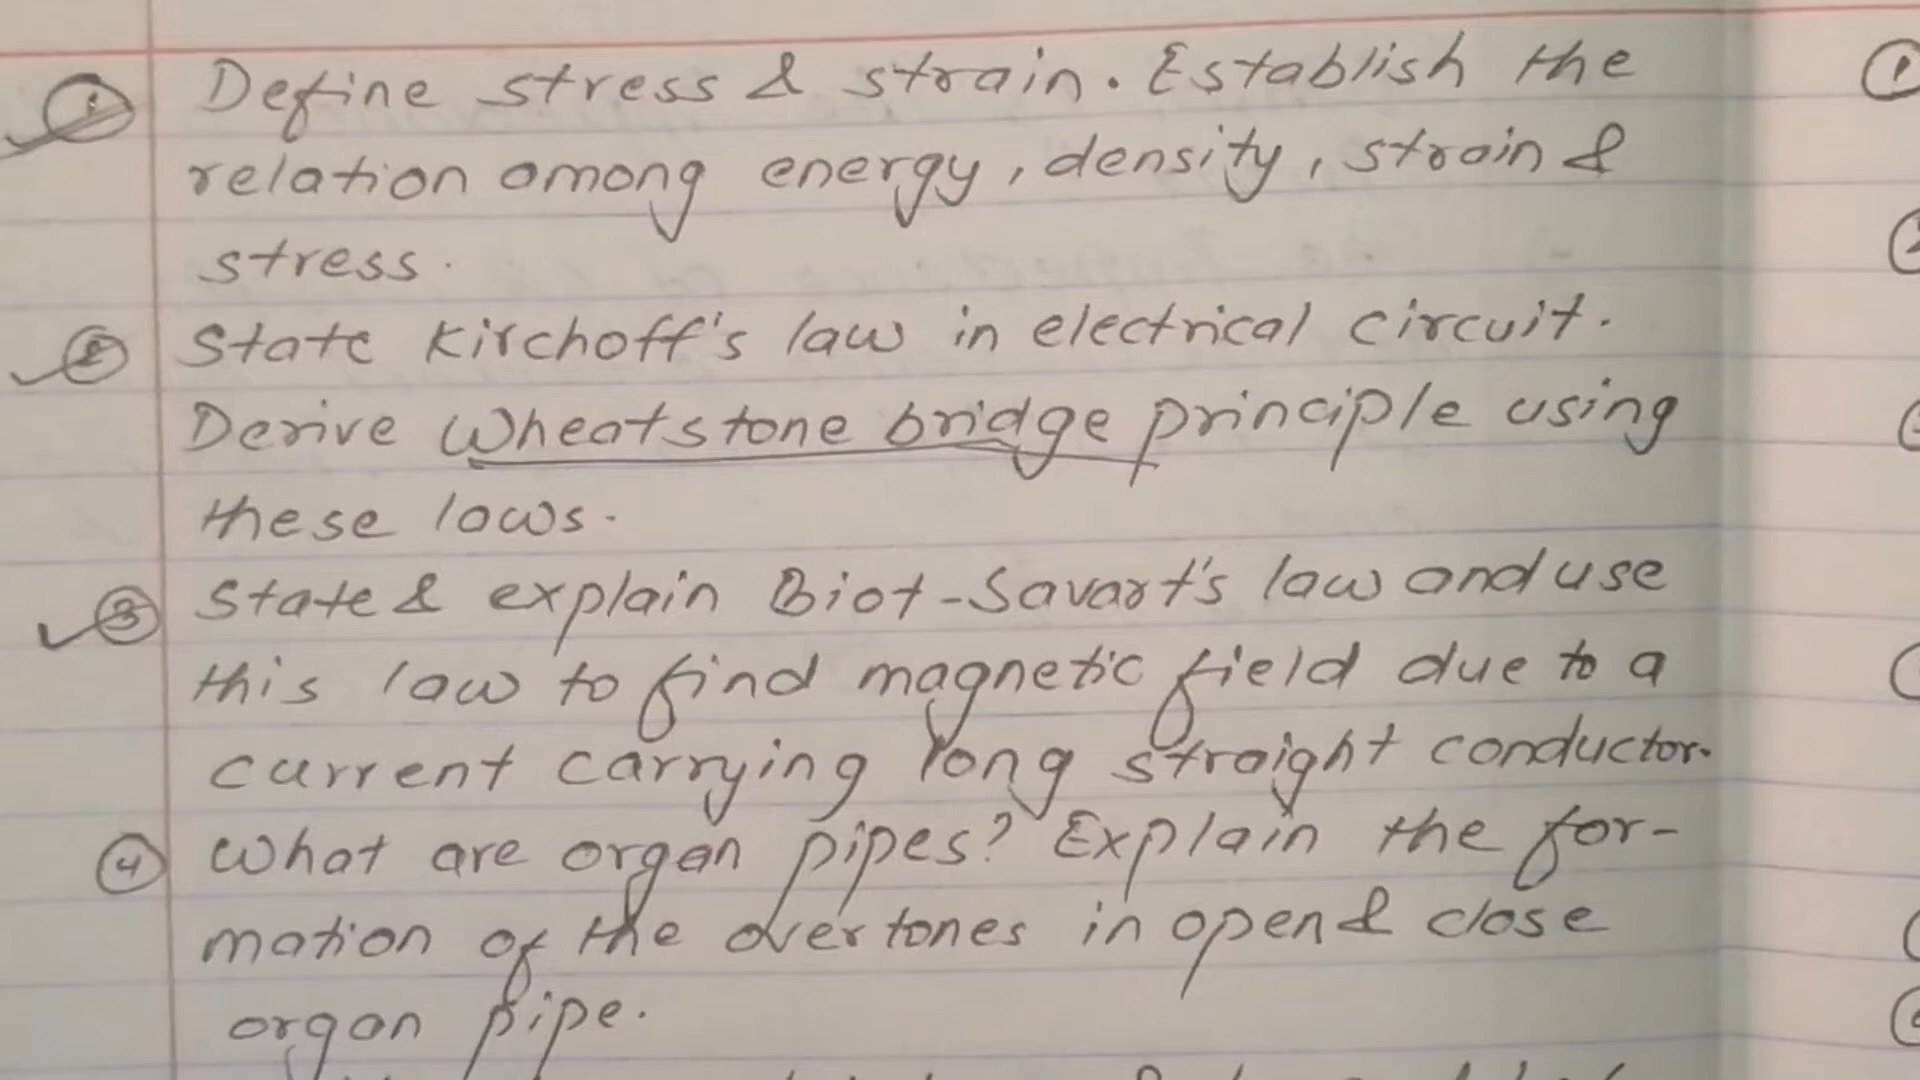 ① Define stress & strain. Establish the
relation among energy, density, strain &
stress.
② State Kirchoff's law in electrical circuit.
Derive Wheatstone bridge principle using
these laws.
③ State & explain Biot-Savart's law and use
this law to find magnetic field due to a
current carrying long straight conductor.
④ What are organ pipes? Explain the for-
mation of the overtones in open & close
organ pipe.
①